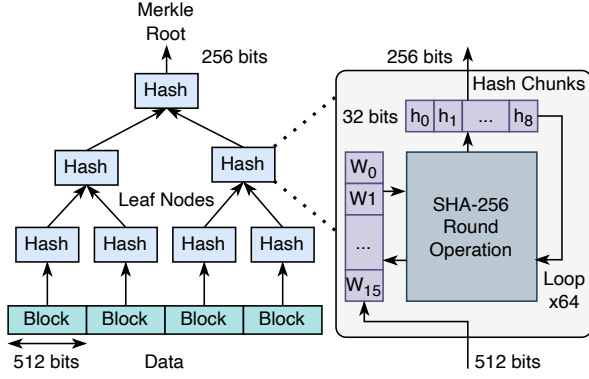 Merkle
Root
256 bits
Hash
Hash
Hash
Leaf Nodes
Hash
Hash
Hash
Hash
Block
Block
Block
Block
512 bits
Data
256 bits
Hash Chunks
32 bits
h0 h1 ... h8
W0
W1
...
W15
SHA-256
Round
Operation
Loop
x64
512 bits